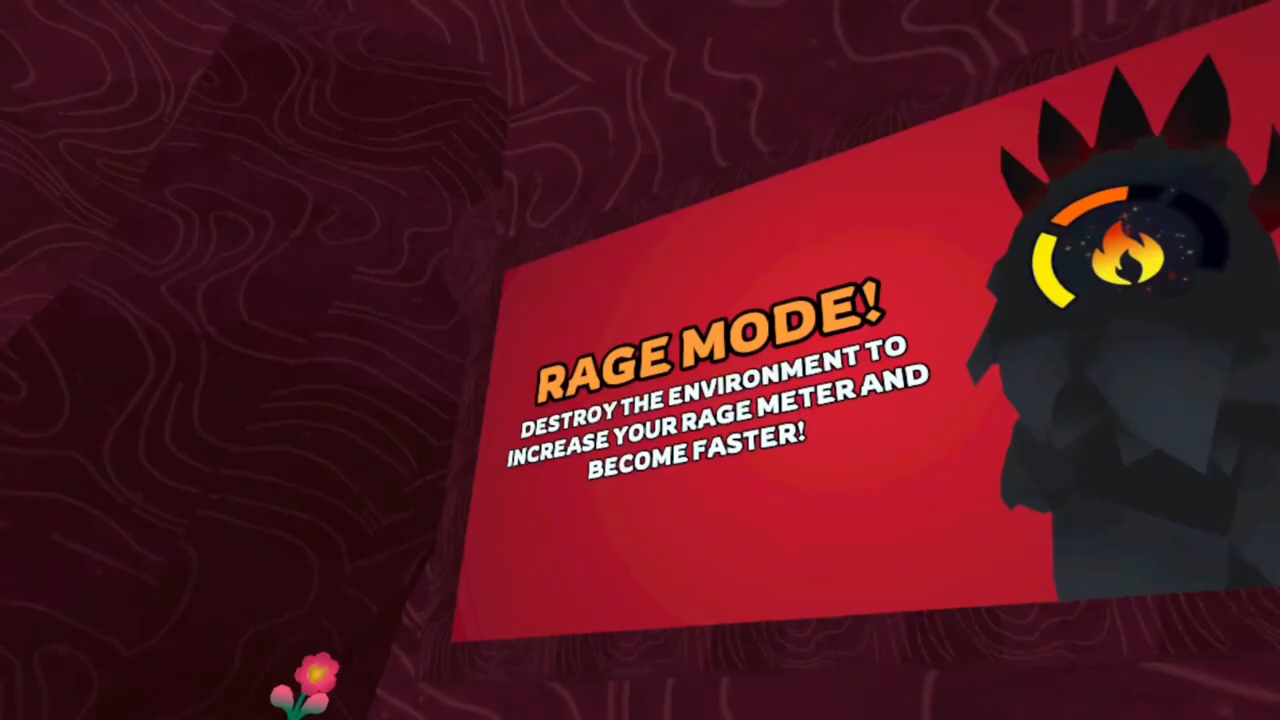 RAGE MODE!
DESTROY THE ENVIRONMENT TO
INCREASE YOUR RAGE METER AND
BECOME FASTER!